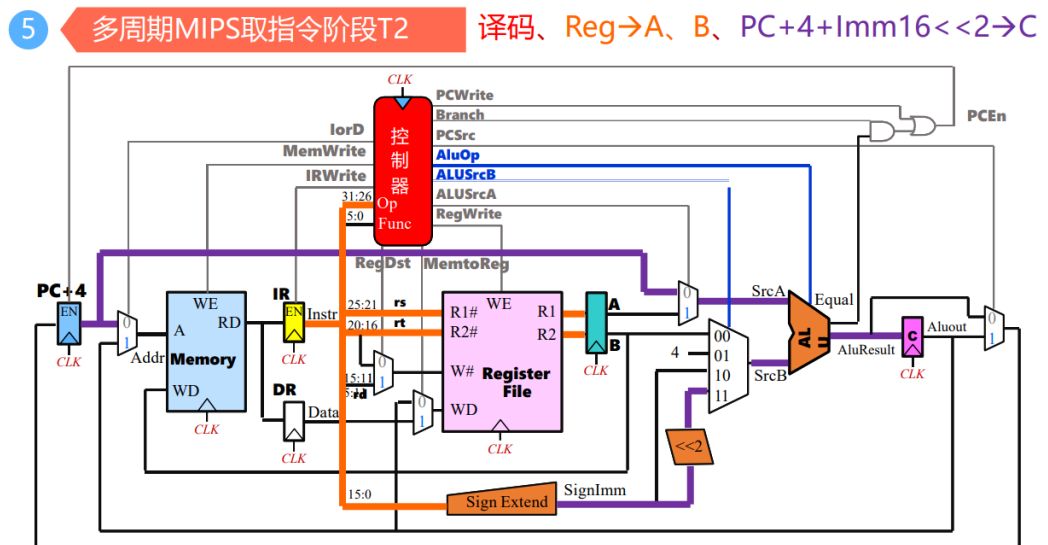 5 多周期MIPS取指令阶段T2 译码、Reg→A、B、PC+4+Imm16<<2→C
CLK
PCWrite
Branch
PCEn
IorD
PCSrc
MemWrite
AluOp
IRWrite
ALUSrcB
控制器
31:26
Op
ALUSrcA
5:0
Func
RegWrite
RegDst
MemtoReg
PC+4
IR
EN
WE
RD
A
Memory
WD
CLK
0
1
Addr
CLK
EN
Instr
CLK
DR
Data
CLK
25:21
rs
20:16
rt
15:11
rd
0
1
0
1
WE
R1#
R2#
W#
WD
R1
R2
Register
File
CLK
A
B
CLK
0
1
SrcA
00
4
01
10
11
SrcB
<<2
Equal
ALU
AluResult
C
CLK
Aluout
0
1
15:0
Sign Extend
SignImm